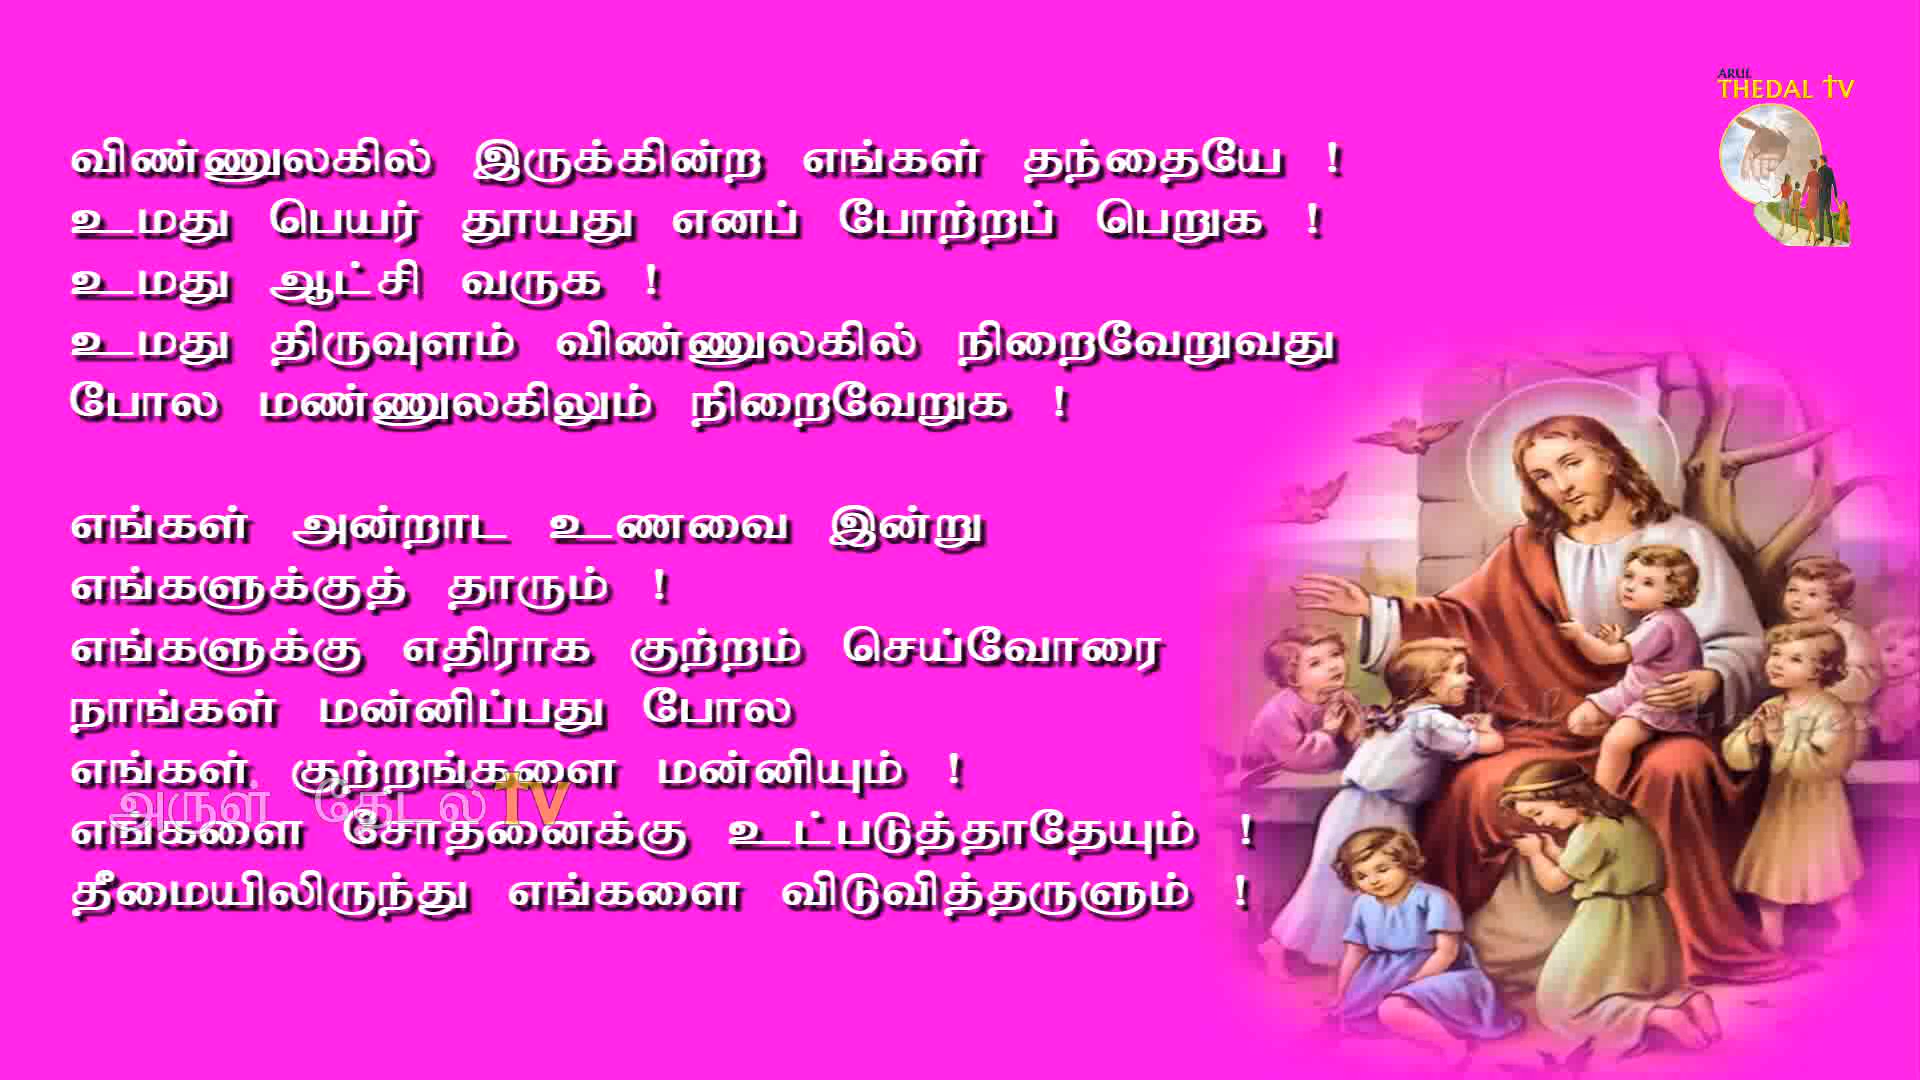 ARUL
THEDAL TV
விண்ணுலகில் இருக்கின்ற எங்கள் தந்தையே !
உமது பெயர் தூயது எனப் போற்றப் பெறுக !
உமது ஆட்சி வருக !
உமது திருவுளம் விண்ணுலகில் நிறைவேறுவது
போல மண்ணுலகிலும் நிறைவேறுக !
எங்கள் அன்றாட உணவை இன்று
எங்களுக்குத் தாரும் !
எங்களுக்கு எதிராக குற்றம் செய்வோரை
நாங்கள் மன்னிப்பது போல
எங்கள் குற்றங்களை மன்னியும் !
அருள் தேடல் TV
எங்களை சோதனைக்கு உட்படுத்தாதேயும் !
தீமையிலிருந்து எங்களை விடுவித்தருளும் !